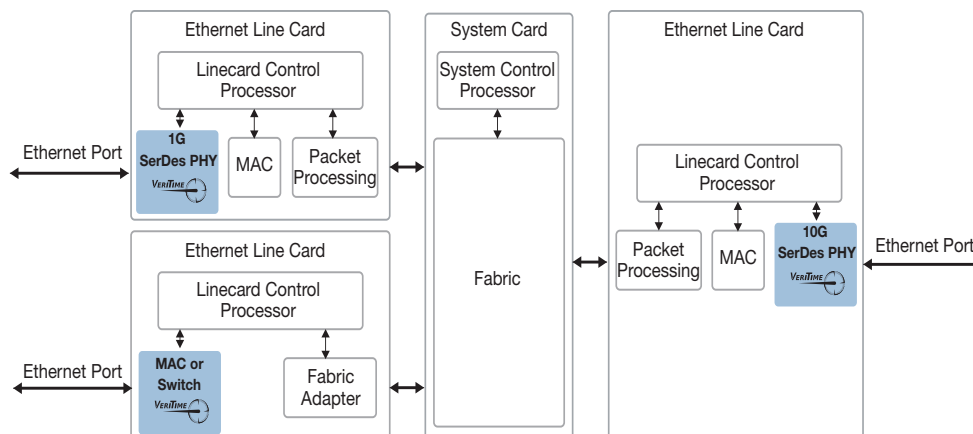 Ethernet Line Card
Linecard Control
Processor
1G
SerDes PHY
VERITIME
MAC
Packet
Processing
Ethernet Port
Ethernet Line Card
Linecard Control
Processor
MAC or
Switch
VERITIME
Fabric
Adapter
Ethernet Port
System Card
System Control
Processor
Fabric
Ethernet Line Card
Linecard Control
Processor
Packet
Processing
MAC
10G
SerDes PHY
VERITIME
Ethernet Port